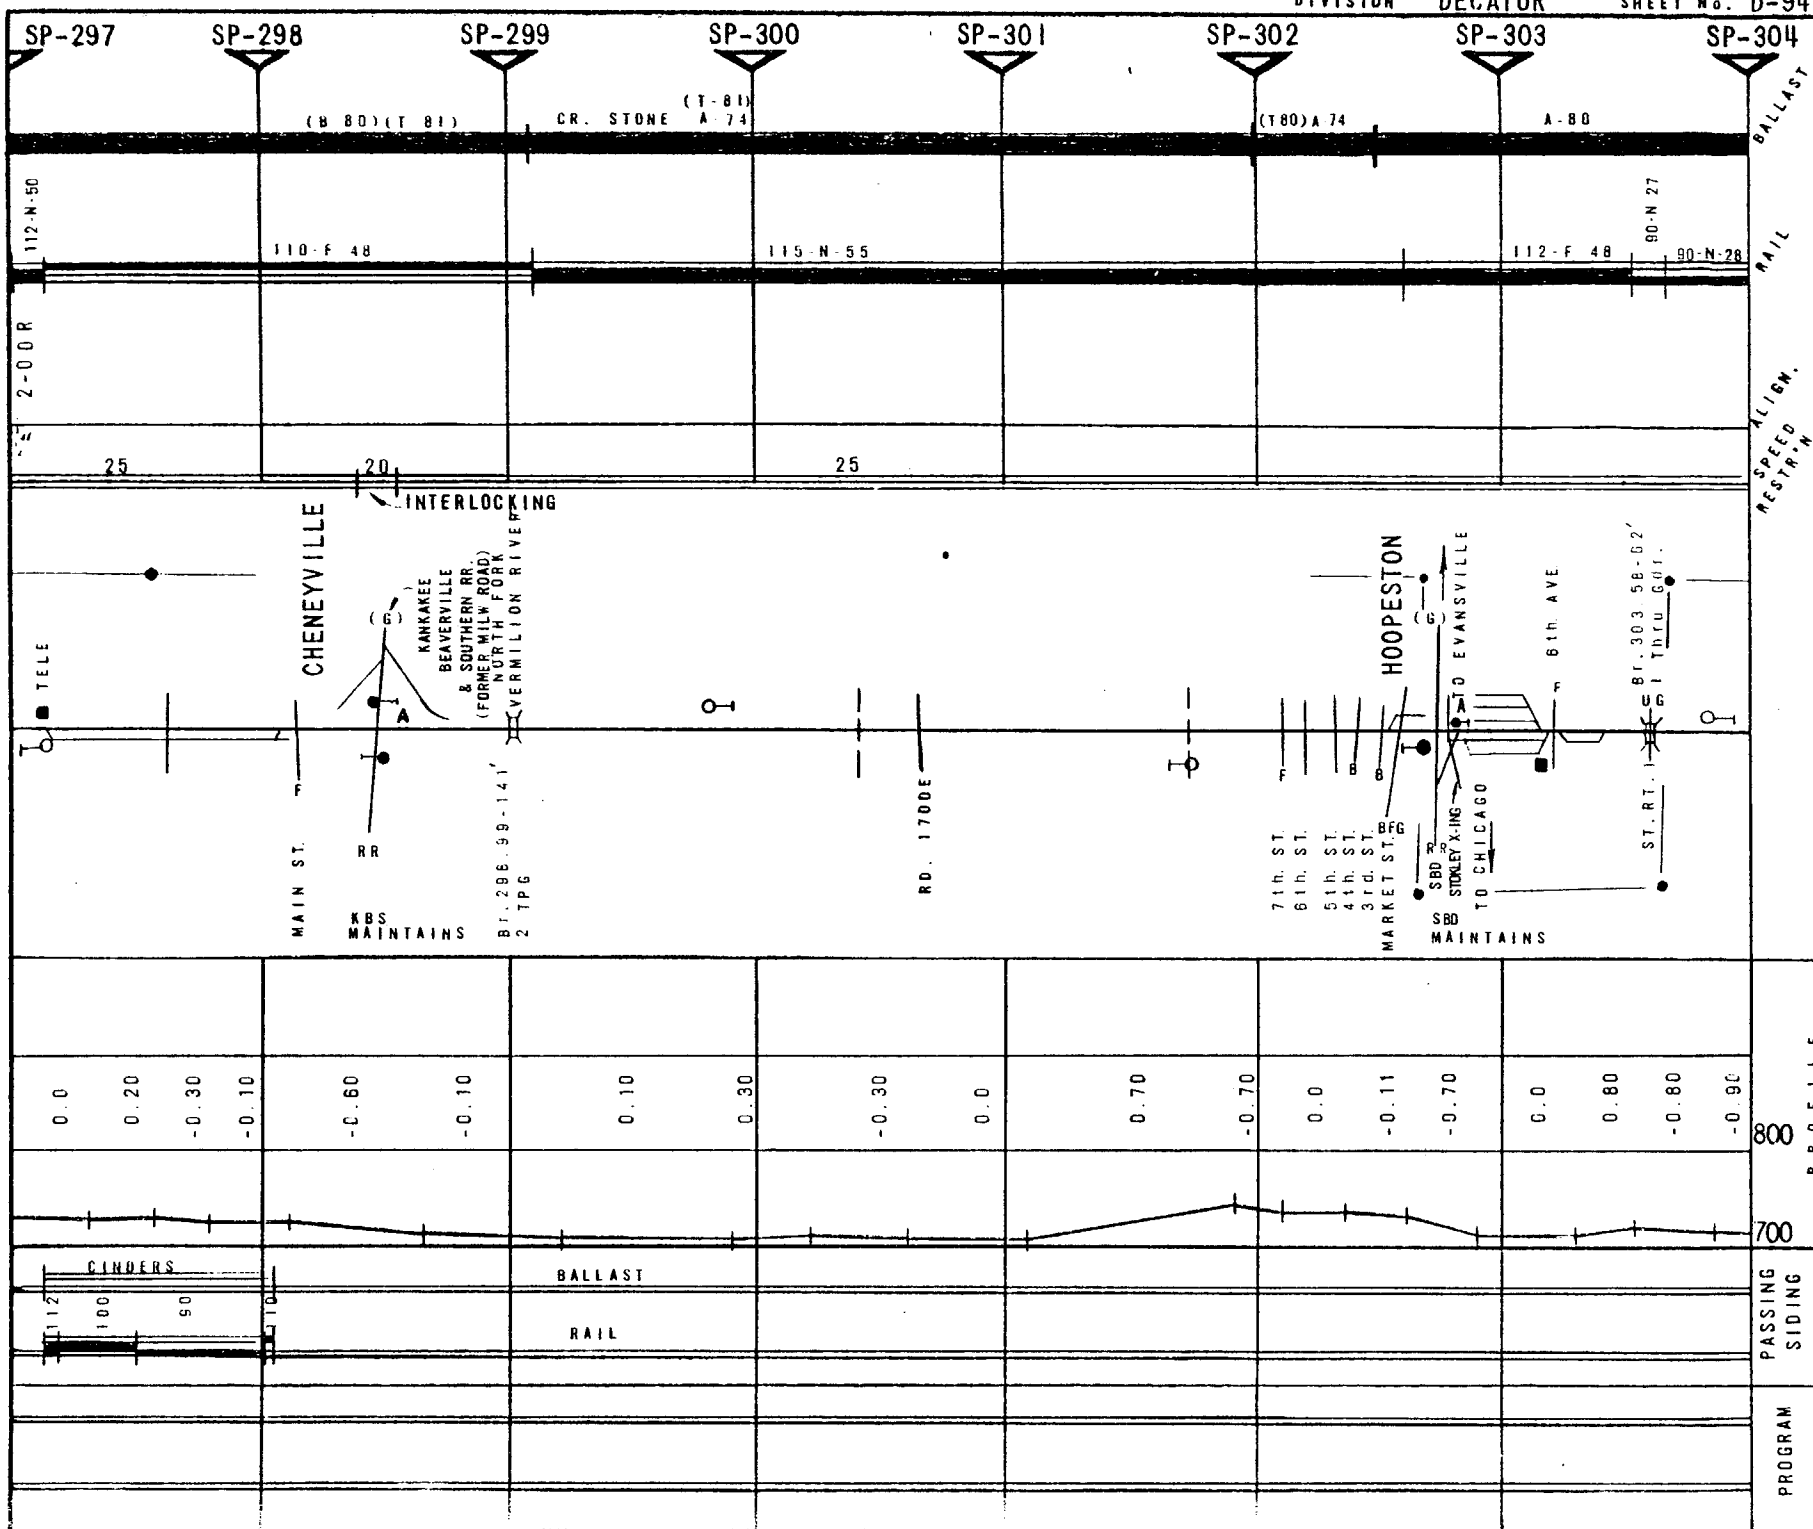 DIVISION DECATUR SHEET No. D-94
SP-297 SP-298 SP-299 SP-300 SP-301 SP-302 SP-303 SP-304
(B 80)(T 81)
(T-81)
CR. STONE A-74
(T80)A 74
A-80
BALLAST
112-N-50
110-F 48
115-N-55
112-F 48
90-N 27
90-N-28
RAIL
2-00R
ALIGN.
25
20
25
SPEED
RESTR'N
INTERLOCKING
TELE
CHENEYVILLE
(G)
KANKAKEE
BEAVERVILLE
& SOUTHERN RR.
(FORMER MILW ROAD)
NORTH FORK
VERMILION RIVER
A
F
MAIN ST.
RR
KBS
MAINTAINS
Br.298.99-141'
2 TPG
RD. 1700E
HOOPESTON
(G)
TO EVANSVILLE
A
6th AVE
F
Br.303.58-62'
UG
ST. RT. 1
F
B
B
BFG
7th. ST.
6th. ST.
5th. ST.
4th. ST.
3rd. ST.
MARKET ST.
RR
SBD
STOKLEY X-ING
TO CHICAGO
SBD
MAINTAINS
0.0
0.20
-0.30
-0.10
-0.60
-0.10
0.10
0.30
-0.30
0.0
0.70
-0.70
0.0
-0.11
-0.70
0.0
0.80
-0.80
-0.90
800
700
PROFILE
CINDERS
BALLAST
112
100
90
110
RAIL
PASSING
SIDING
PROGRAM